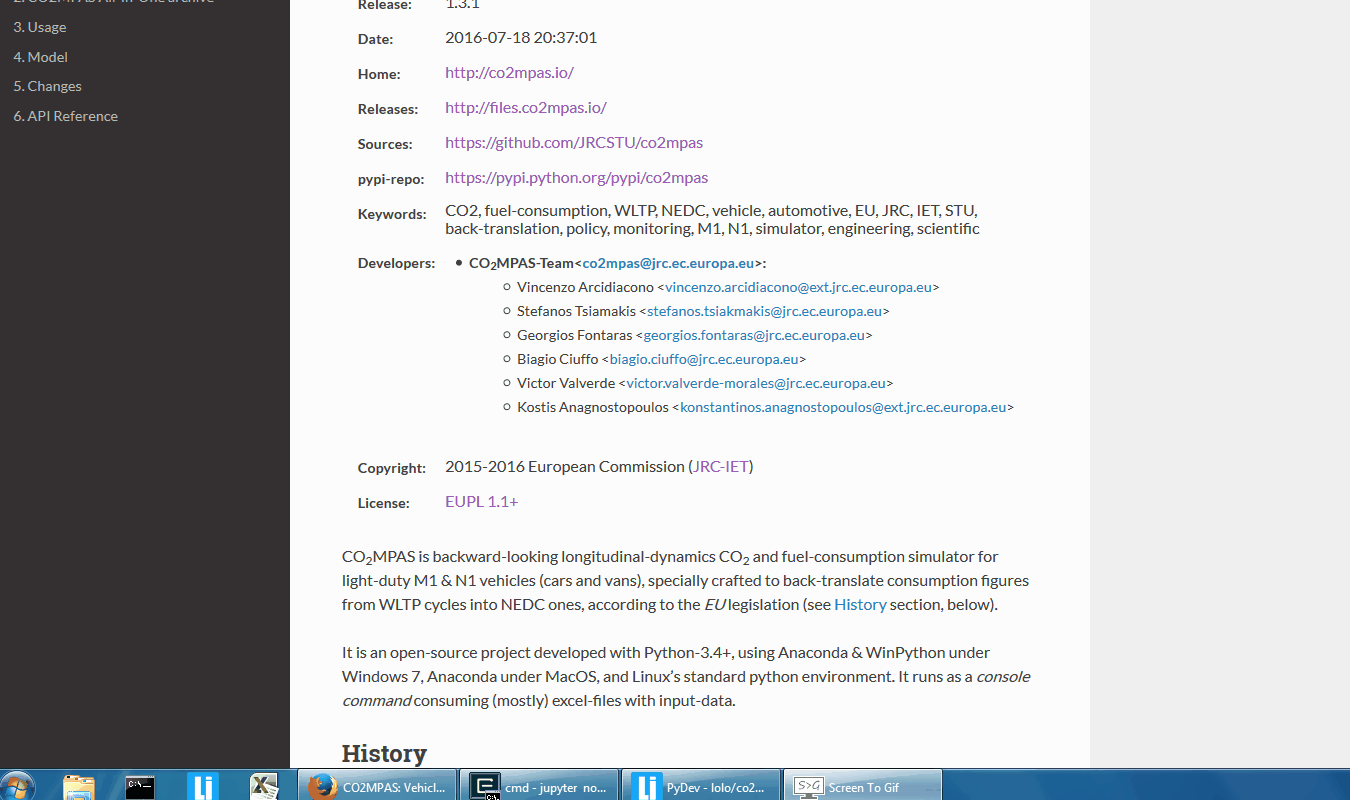 2. CO2MPAS All-In-One archive
3. Usage
4. Model
5. Changes
6. API Reference
Release: 1.3.1
Date: 2016-07-18 20:37:01
Home: http://co2mpas.io/
Releases: http://files.co2mpas.io/
Sources: https://github.com/JRCSTU/co2mpas
pypi-repo: https://pypi.python.org/pypi/co2mpas
Keywords: CO2, fuel-consumption, WLTP, NEDC, vehicle, automotive, EU, JRC, IET, STU,
back-translation, policy, monitoring, M1, N1, simulator, engineering, scientific
Developers: • CO2MPAS-Team<co2mpas@jrc.ec.europa.eu>:
Vincenzo Arcidiacono <vincenzo.arcidiacono@ext.jrc.ec.europa.eu>
Stefanos Tsiamakis <stefanos.tsiakmakis@jrc.ec.europa.eu>
Georgios Fontaras <georgios.fontaras@jrc.ec.europa.eu>
Biagio Ciuffo <biagio.ciuffo@jrc.ec.europa.eu>
Victor Valverde <victor.valverde-morales@jrc.ec.europa.eu>
Kostis Anagnostopoulos <konstantinos.anagnostopoulos@ext.jrc.ec.europa.eu>
Copyright: 2015-2016 European Commission (JRC-IET)
License: EUPL 1.1+
CO2MPAS is backward-looking longitudinal-dynamics CO2 and fuel-consumption simulator for
light-duty M1 & N1 vehicles (cars and vans), specially crafted to back-translate consumption figures
from WLTP cycles into NEDC ones, according to the EU legislation (see History section, below).
It is an open-source project developed with Python-3.4+, using Anaconda & WinPython under
Windows 7, Anaconda under MacOS, and Linux's standard python environment. It runs as a console
command consuming (mostly) excel-files with input-data.
History
CO2MPAS: Vehicl... cmd - jupyter no... PyDev - lolo/co2... S>G Screen To Gif